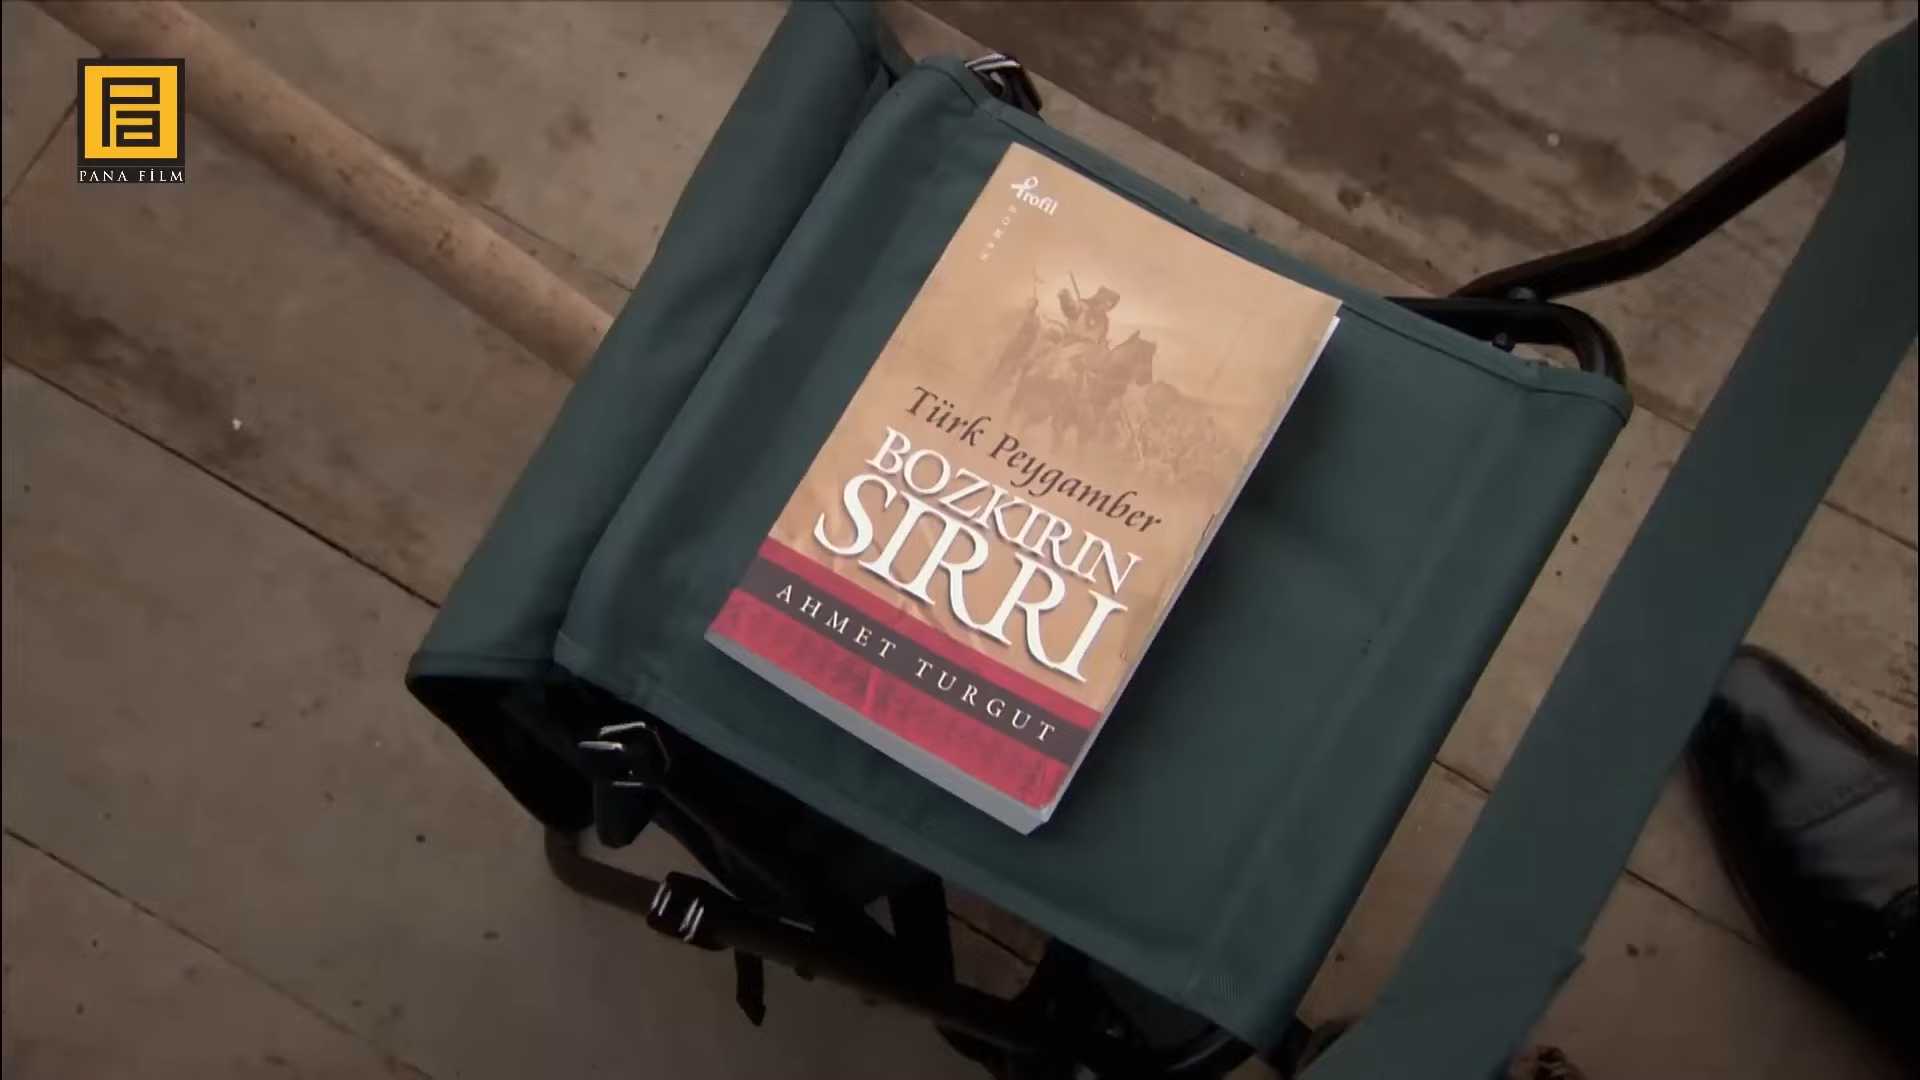 PANA FİLM
Profil
ROMAN
Türk Peygamber
BOZKIRIN
SIRRI
AHMET TURGUT